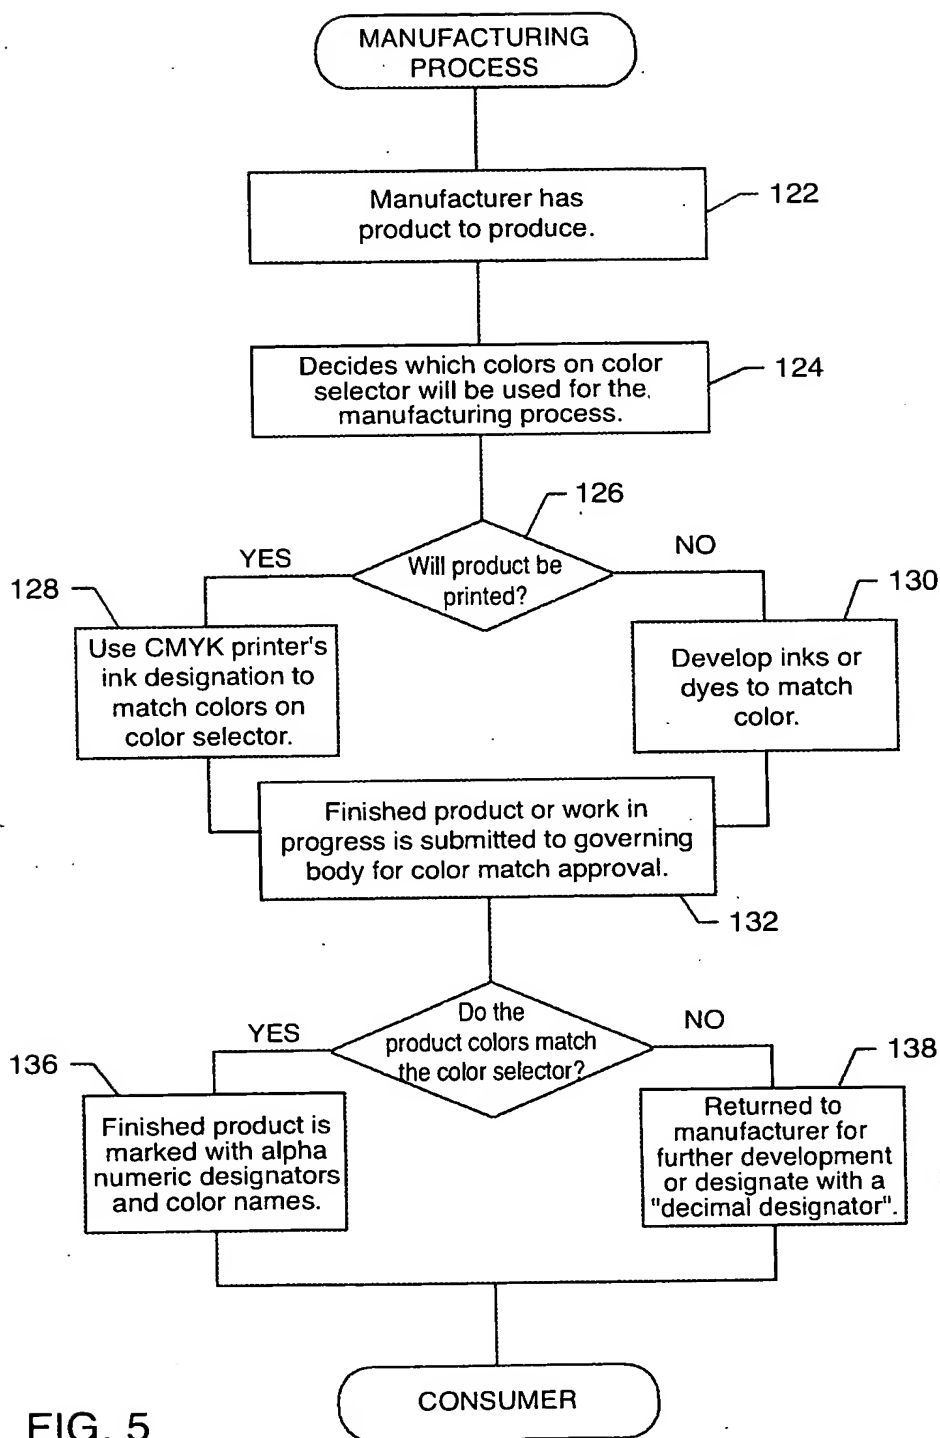 MANUFACTURING
PROCESS
Manufacturer has
product to produce.
122
Decides which colors on color
selector will be used for the
manufacturing process.
124
126
Will product be
printed?
YES
NO
128
Use CMYK printer's
ink designation to
match colors on
color selector.
130
Develop inks or
dyes to match
color.
Finished product or work in
progress is submitted to governing
body for color match approval.
132
Do the
product colors match
the color selector?
YES
NO
136
Finished product is
marked with alpha
numeric designators
and color names.
138
Returned to
manufacturer for
further development
or designate with a
"decimal designator".
CONSUMER
FIG. 5